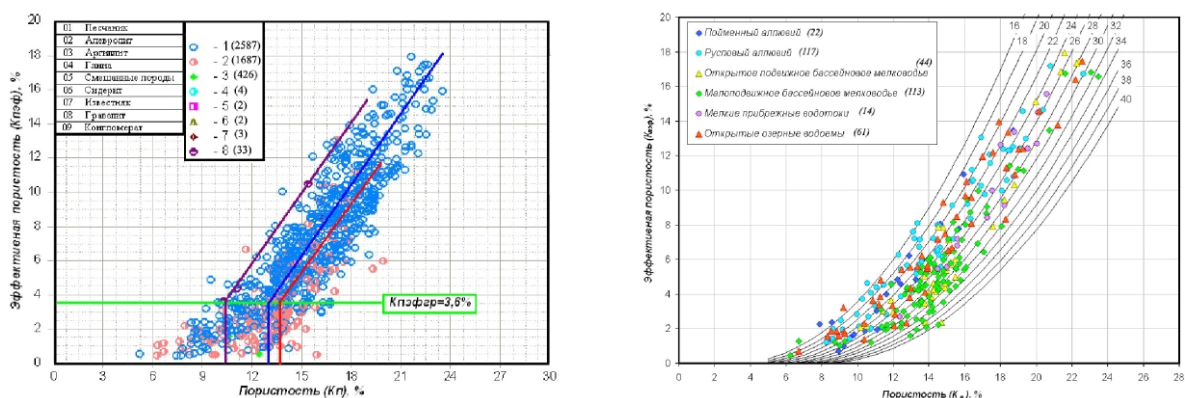 20
18
16
14
12
10
8
6
4
2
0
Эффективная пористость (Кпэф), %
01 Песчаник
02 Алевролит
03 Аргиллит
04 Глина
05 Смешанные породы
06 Сидерит
07 Известняк
08 Гравелит
09 Конгломерат
- 1 (2587)
- 2 (1687)
- 3 (426)
- 4 (4)
- 5 (2)
- 6 (2)
- 7 (3)
- 8 (33)
Кпэфгр=3,6%
0 3 6 9 12 15 18 21 24 27 30
Пористость (Кп), %
20
18
16
14
12
10
8
6
4
2
0
Эффективная пористость (Кпэф), %
Пойменный аллювий (22)
Русловый аллювий (117)
Открытое подвижное бассейновое мелководье (44)
Малоподвижное бассейновое мелководье (113)
Мелкие прибрежные водотоки (14)
Открытые озерные водоемы (61)
16 20 24 28 32
18 22 26 30 34
36
38
40
0 2 4 6 8 10 12 14 16 18 20 22 24 26 28
Пористость (Кп), %